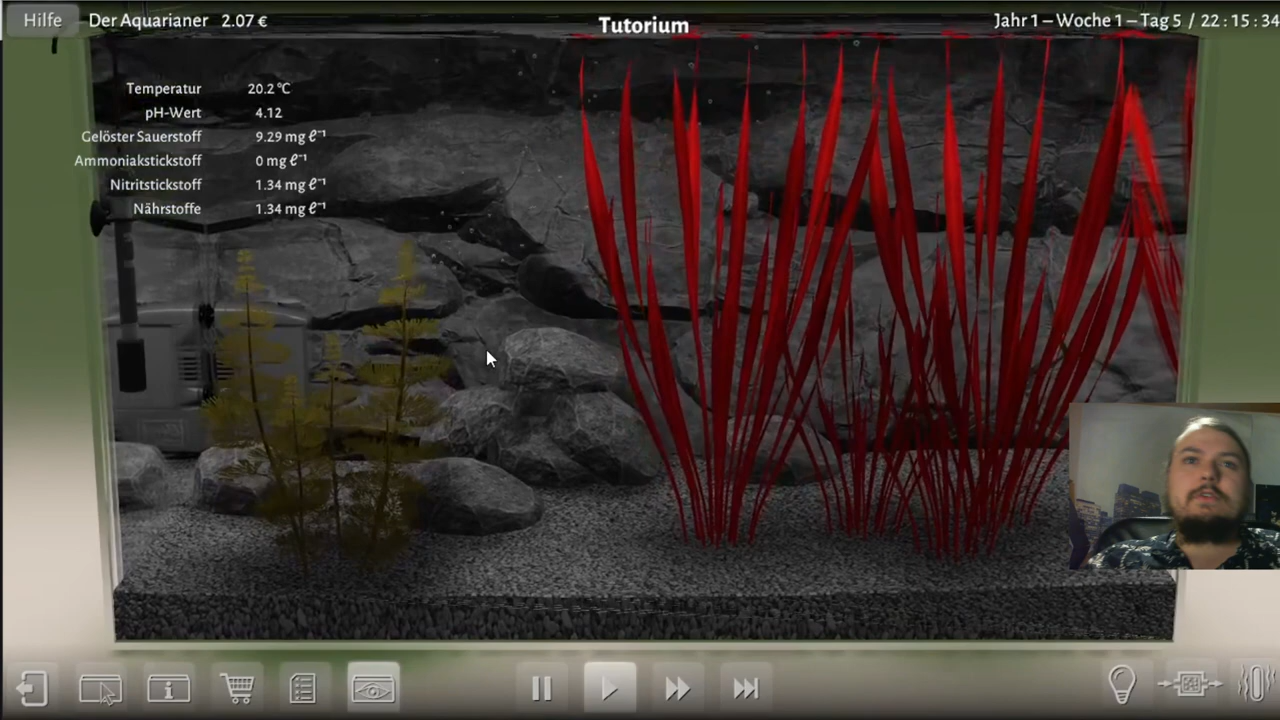 Hilfe Der Aquarianer 2.07 € Tutorium Jahr 1 – Woche 1 – Tag 5 / 22 : 15 : 34
Temperatur 20.2 °C
pH-Wert 4.12
Gelöster Sauerstoff 9.29 mg ℓ⁻¹
Ammoniakstickstoff 0 mg ℓ⁻¹
Nitritstickstoff 1.34 mg ℓ⁻¹
Nährstoffe 1.34 mg ℓ⁻¹